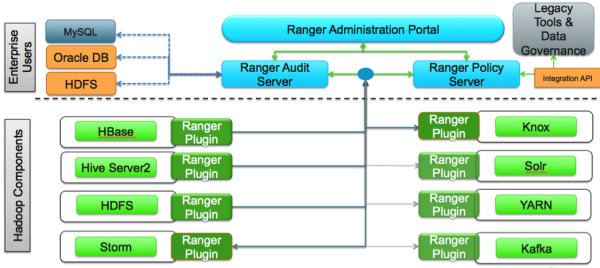 Enterprise
Users
MySQL
Oracle DB
HDFS
Ranger Administration Portal
Ranger Audit
Server
Ranger Policy
Server
Legacy
Tools &
Data
Governance
Integration API
Hadoop Components
HBase
Ranger
Plugin
Hive Server2
Ranger
Plugin
HDFS
Ranger
Plugin
Storm
Ranger
Plugin
Ranger
Plugin
Knox
Ranger
Plugin
Solr
Ranger
Plugin
YARN
Ranger
Plugin
Kafka